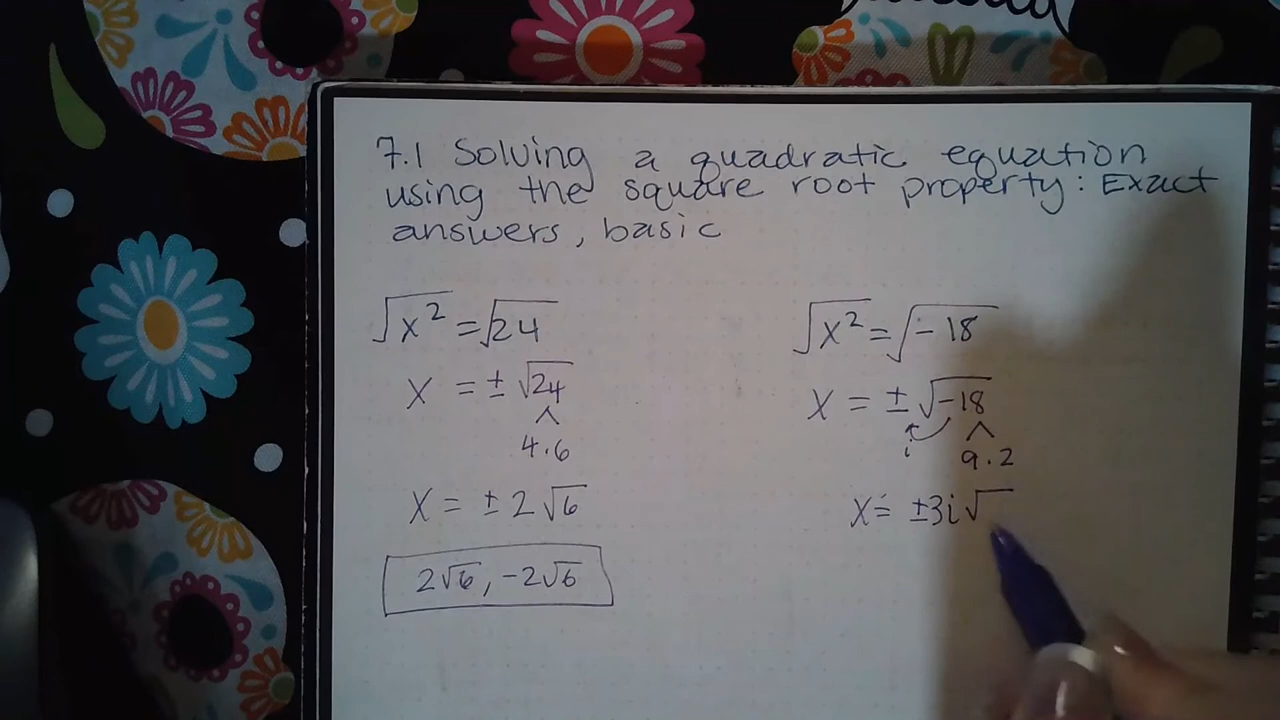 7.1 Solving a quadratic equation
using the square root property: Exact
answers, basic
√x² = √24
x = ± √24
4·6
x = ± 2√6
2√6, -2√6
√x² = √-18
x = ± √-18
i
9·2
x = ±3i√